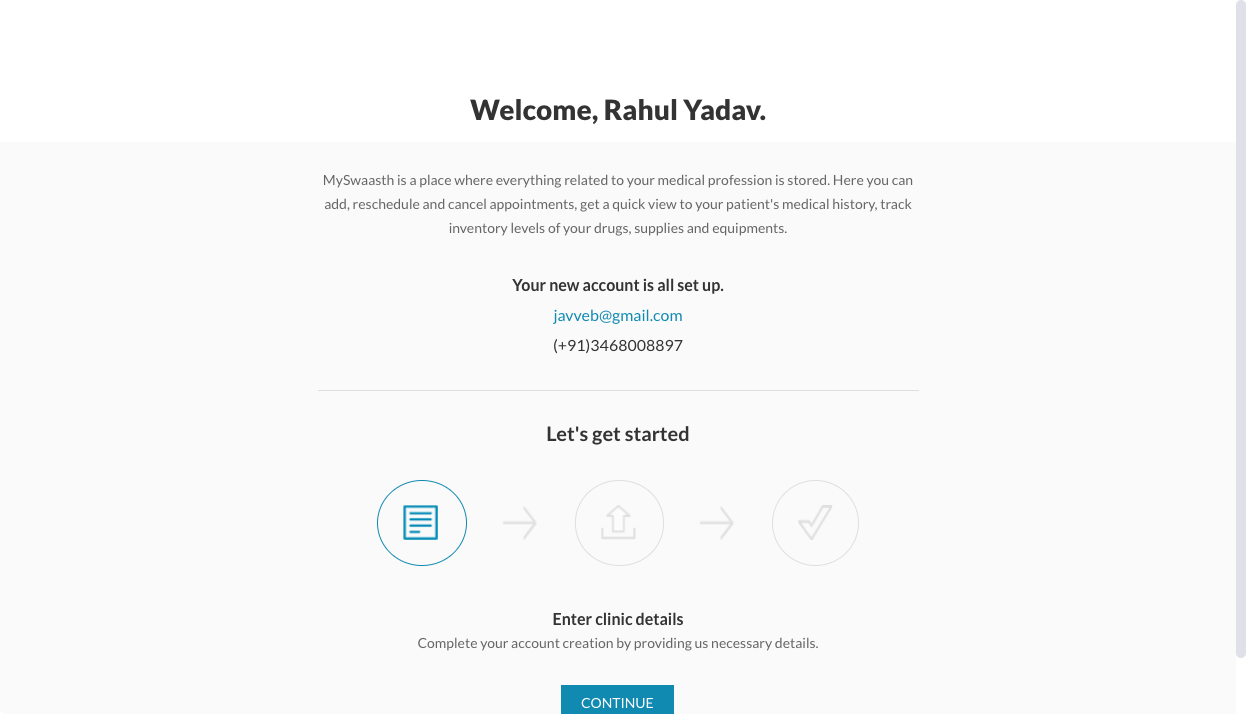 Welcome, Rahul Yadav.
MySwaasth is a place where everything related to your medical profession is stored. Here you can
add, reschedule and cancel appointments, get a quick view to your patient's medical history, track
inventory levels of your drugs, supplies and equipments.
Your new account is all set up.
javveb@gmail.com
(+91)3468008897
Let's get started
Enter clinic details
Complete your account creation by providing us necessary details.
CONTINUE